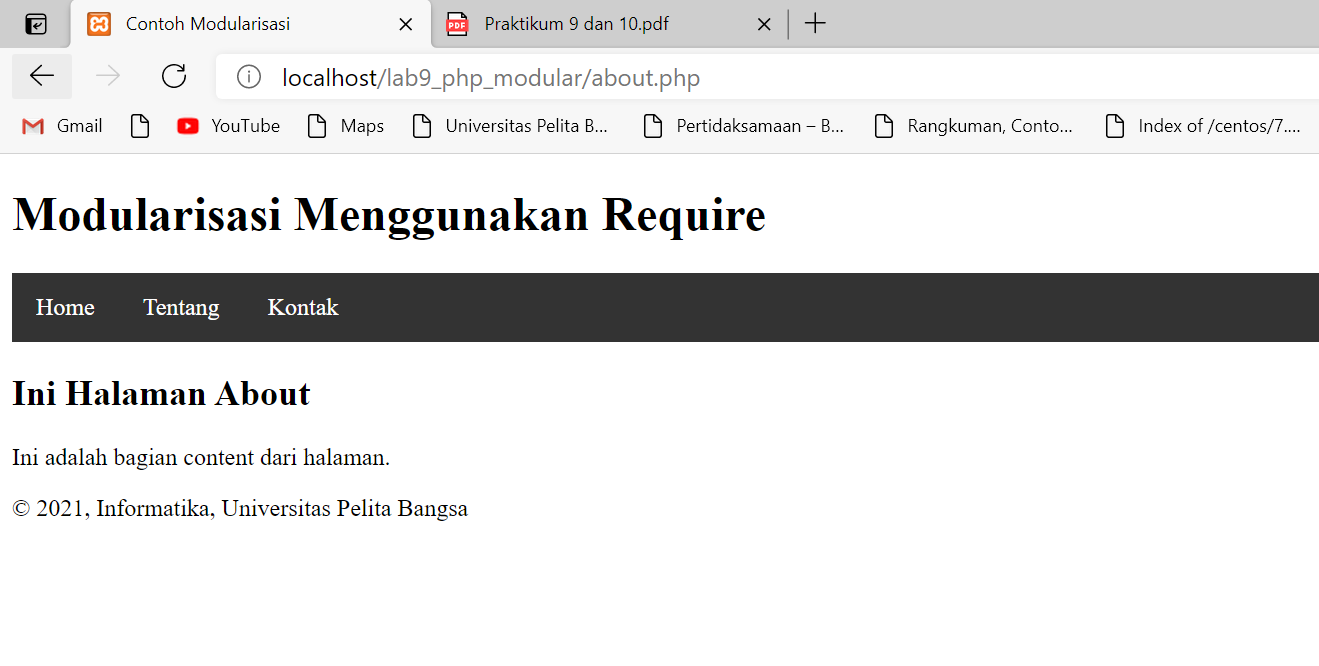 Contoh Modularisasi
PDF Praktikum 9 dan 10.pdf
localhost/lab9_php_modular/about.php
Gmail YouTube Maps Universitas Pelita B... Pertidaksamaan – B... Rangkuman, Conto... Index of /centos/7....
Modularisasi Menggunakan Require
Home Tentang Kontak
Ini Halaman About
Ini adalah bagian content dari halaman.
© 2021, Informatika, Universitas Pelita Bangsa